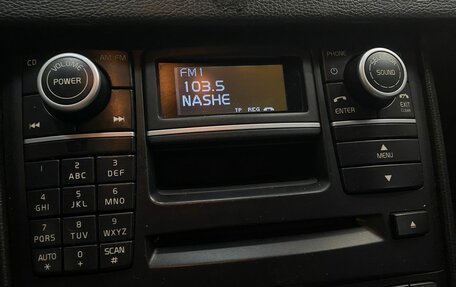 CD
AM FM
VOLUME
POWER
FM1
103.5
NASHE
TP REG
PHONE
SOUND
ENTER
EXIT
CLEAR
MENU
1
2
ABC
3
DEF
4
GHI
5
JKL
6
MNO
7
PQRS
8
TUV
9
WXYZ
AUTO
*
0
+
SCAN
#